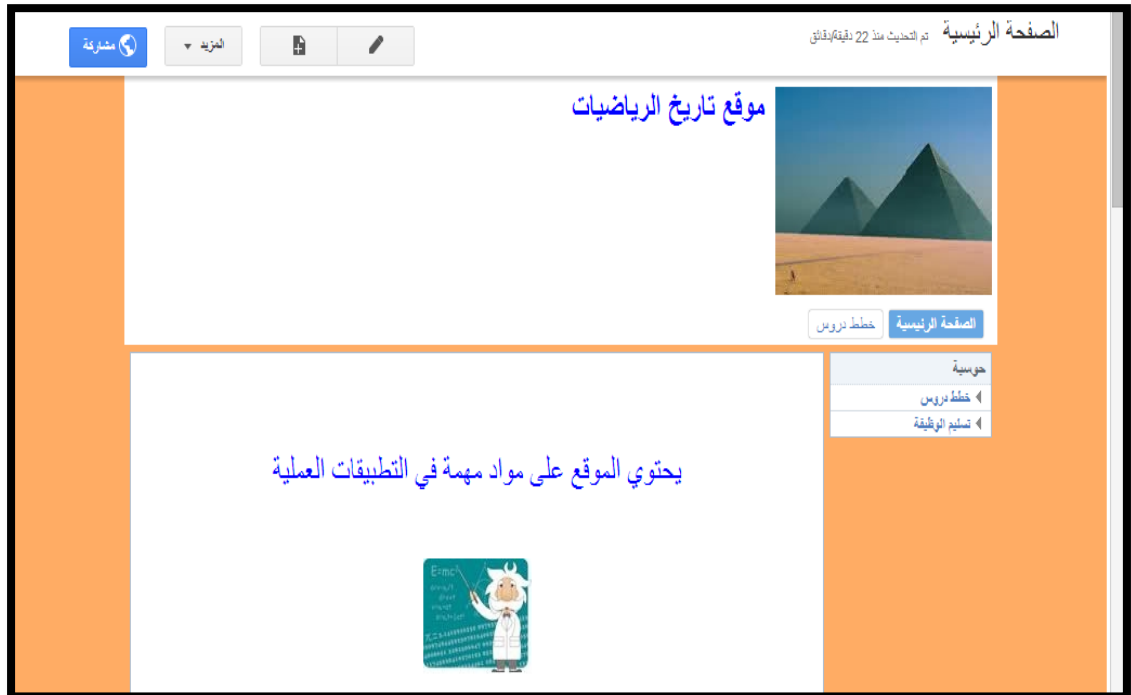 الصفحة الرئيسية تم التحديث منذ 22 دقيقة/دقائق
المزيد
مشاركة
موقع تاريخ الرياضيات
الصفحة الرئيسية
خطط دروس
حوسبة
خطط دروس
تسليم الوظيفة
يحتوي الموقع على مواد مهمة في التطبيقات العملية
E=mc²